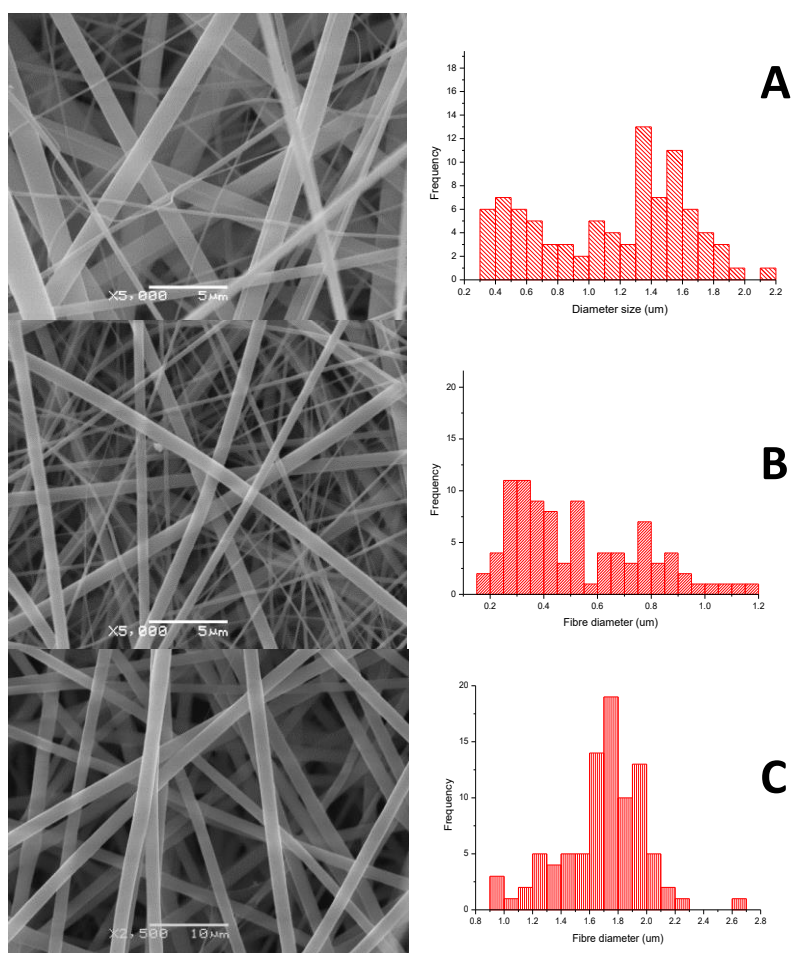 A
Frequency
18
16
14
12
10
8
6
4
2
0
0.2 0.4 0.6 0.8 1.0 1.2 1.4 1.6 1.8 2.0 2.2
Diameter size (um)
X5,000 5μm
B
Frequency
20
15
10
5
0
0.2 0.4 0.6 0.8 1.0 1.2
Fibre diameter (um)
X5,000 5μm
C
Frequency
20
15
10
5
0
0.8 1.0 1.2 1.4 1.6 1.8 2.0 2.2 2.4 2.6 2.8
Fibre diameter (um)
X2,500 10μm